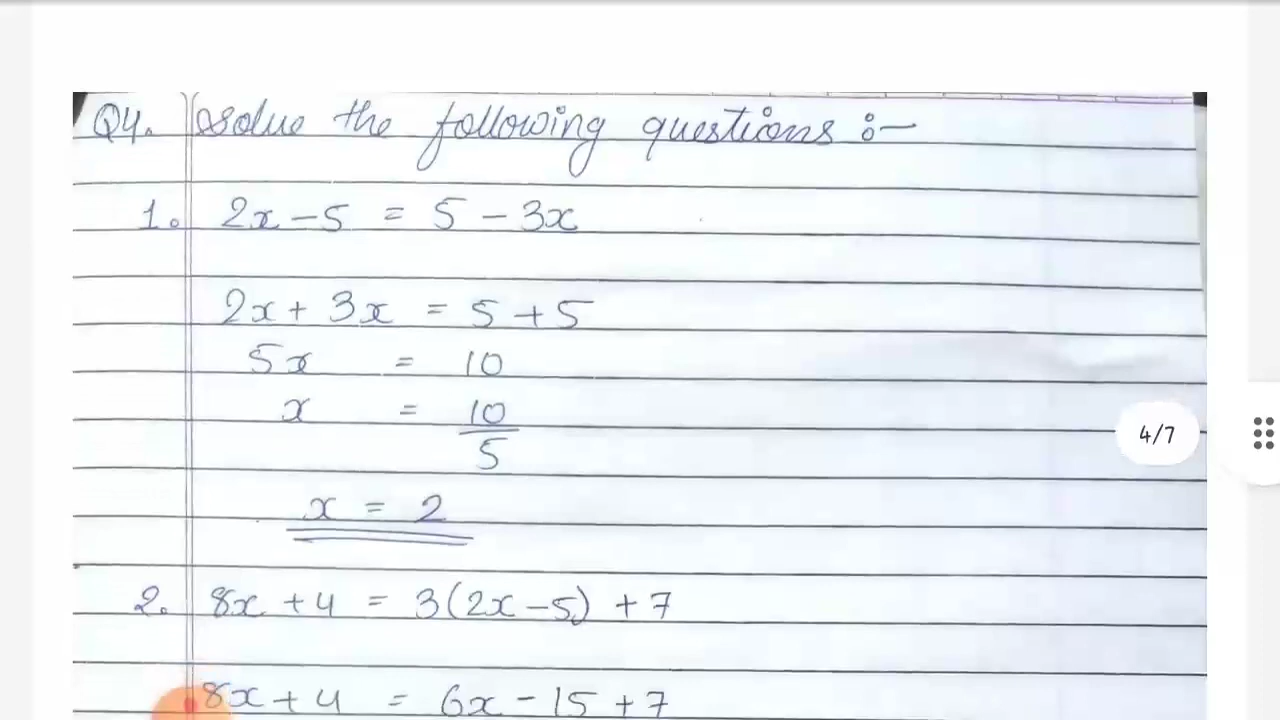 Q4. Solve the following questions :-
1. 2x - 5 = 5 - 3x
2x + 3x = 5 + 5
5x = 10
x = 10/5
4/7
x = 2
2. 8x + 4 = 3(2x - 5) + 7
8x + 4 = 6x - 15 + 7